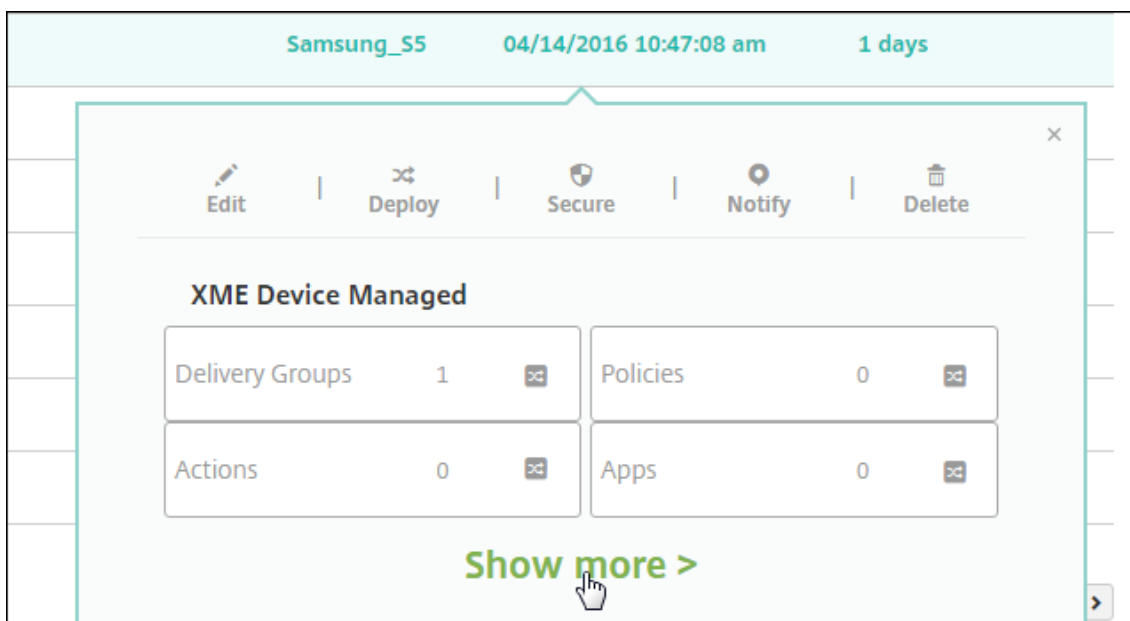 Samsung_S5 04/14/2016 10:47:08 am 1 days
Edit | Deploy | Secure | Notify | Delete
XME Device Managed
Delivery Groups 1 Policies 0
Actions 0 Apps 0
Show more >